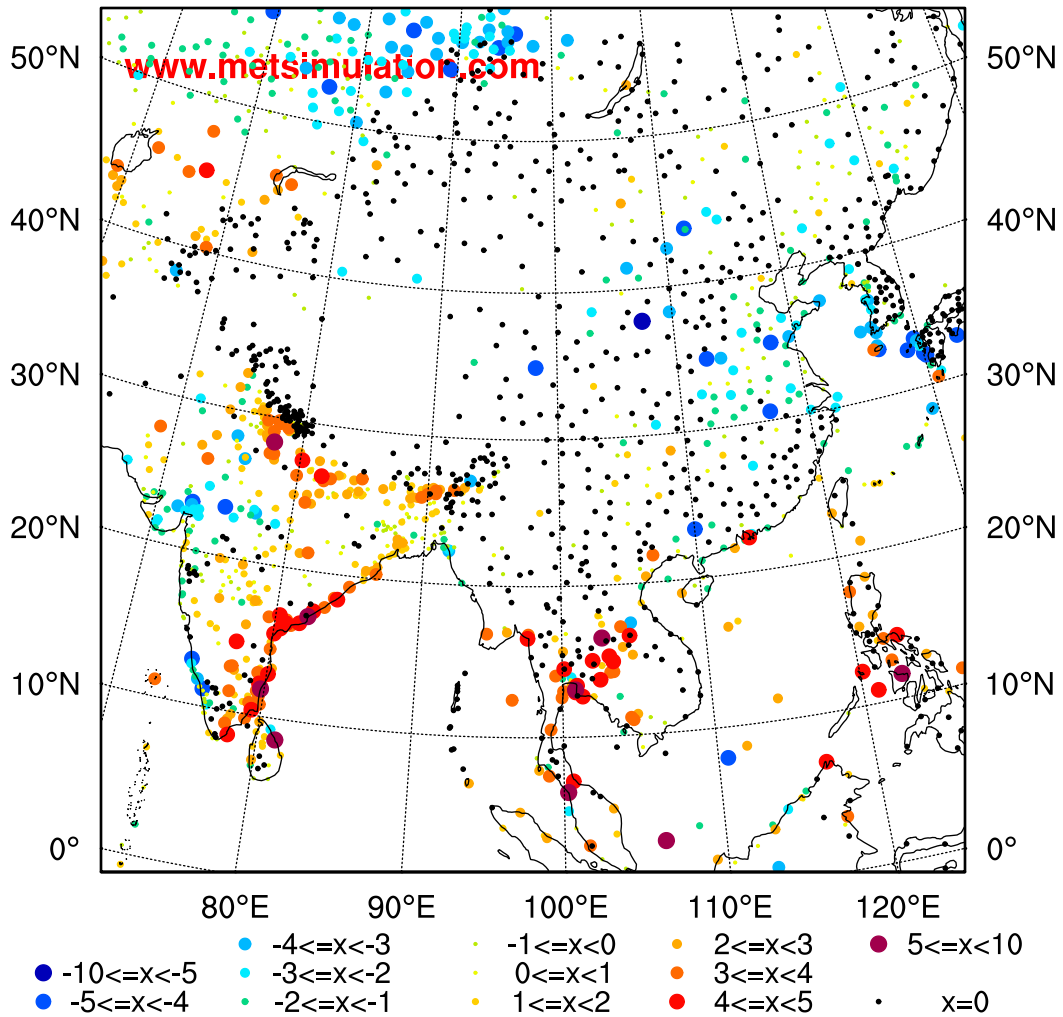 50°N 50°N
www.metsimulation.com
40°N 40°N
30°N 30°N
20°N 20°N
10°N 10°N
0° 0°
80°E 90°E 100°E 110°E 120°E
-4<=x<-3 -1<=x<0 2<=x<3 5<=x<10
-10<=x<-5 -3<=x<-2 0<=x<1 3<=x<4
-5<=x<-4 -2<=x<-1 1<=x<2 4<=x<5 x=0